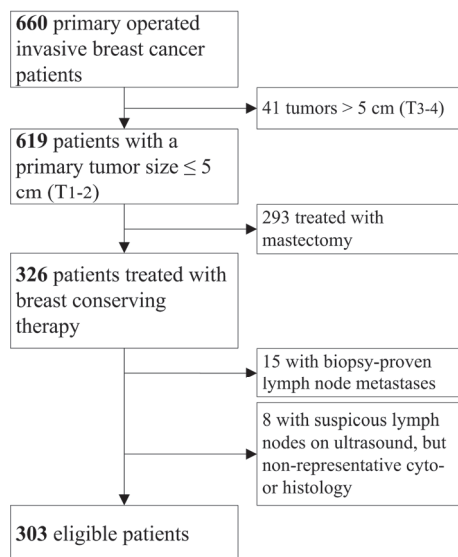 660 primary operated
invasive breast cancer
patients
41 tumors > 5 cm (T3-4)
619 patients with a
primary tumor size ≤ 5
cm (T1-2)
293 treated with
mastectomy
326 patients treated with
breast conserving
therapy
15 with biopsy-proven
lymph node metastases
8 with suspicous lymph
nodes on ultrasound, but
non-representative cyto-
or histology
303 eligible patients